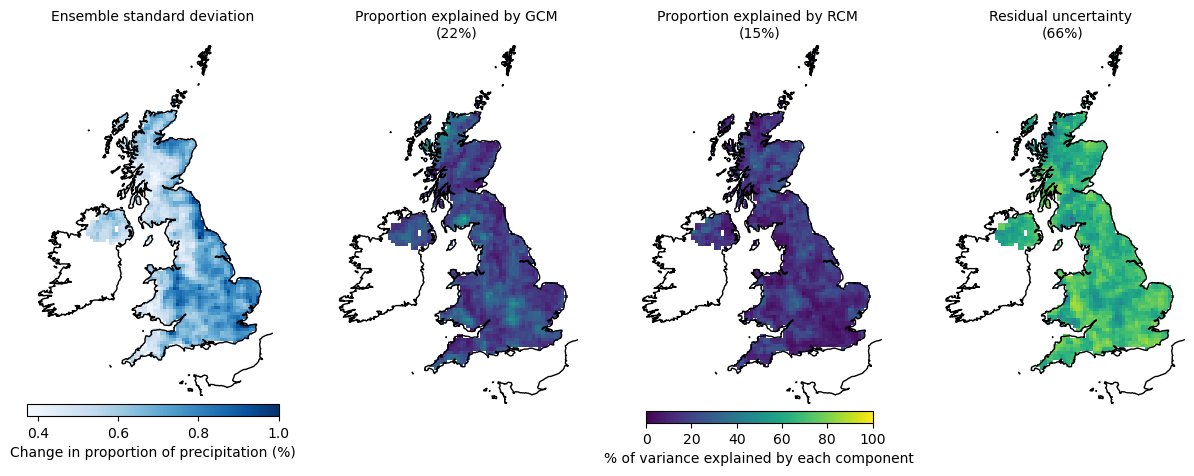 Ensemble standard deviation
Proportion explained by GCM
(22%)
Proportion explained by RCM
(15%)
Residual uncertainty
(66%)
0.4 0.6 0.8 1.0
Change in proportion of precipitation (%)
0 20 40 60 80 100
% of variance explained by each component